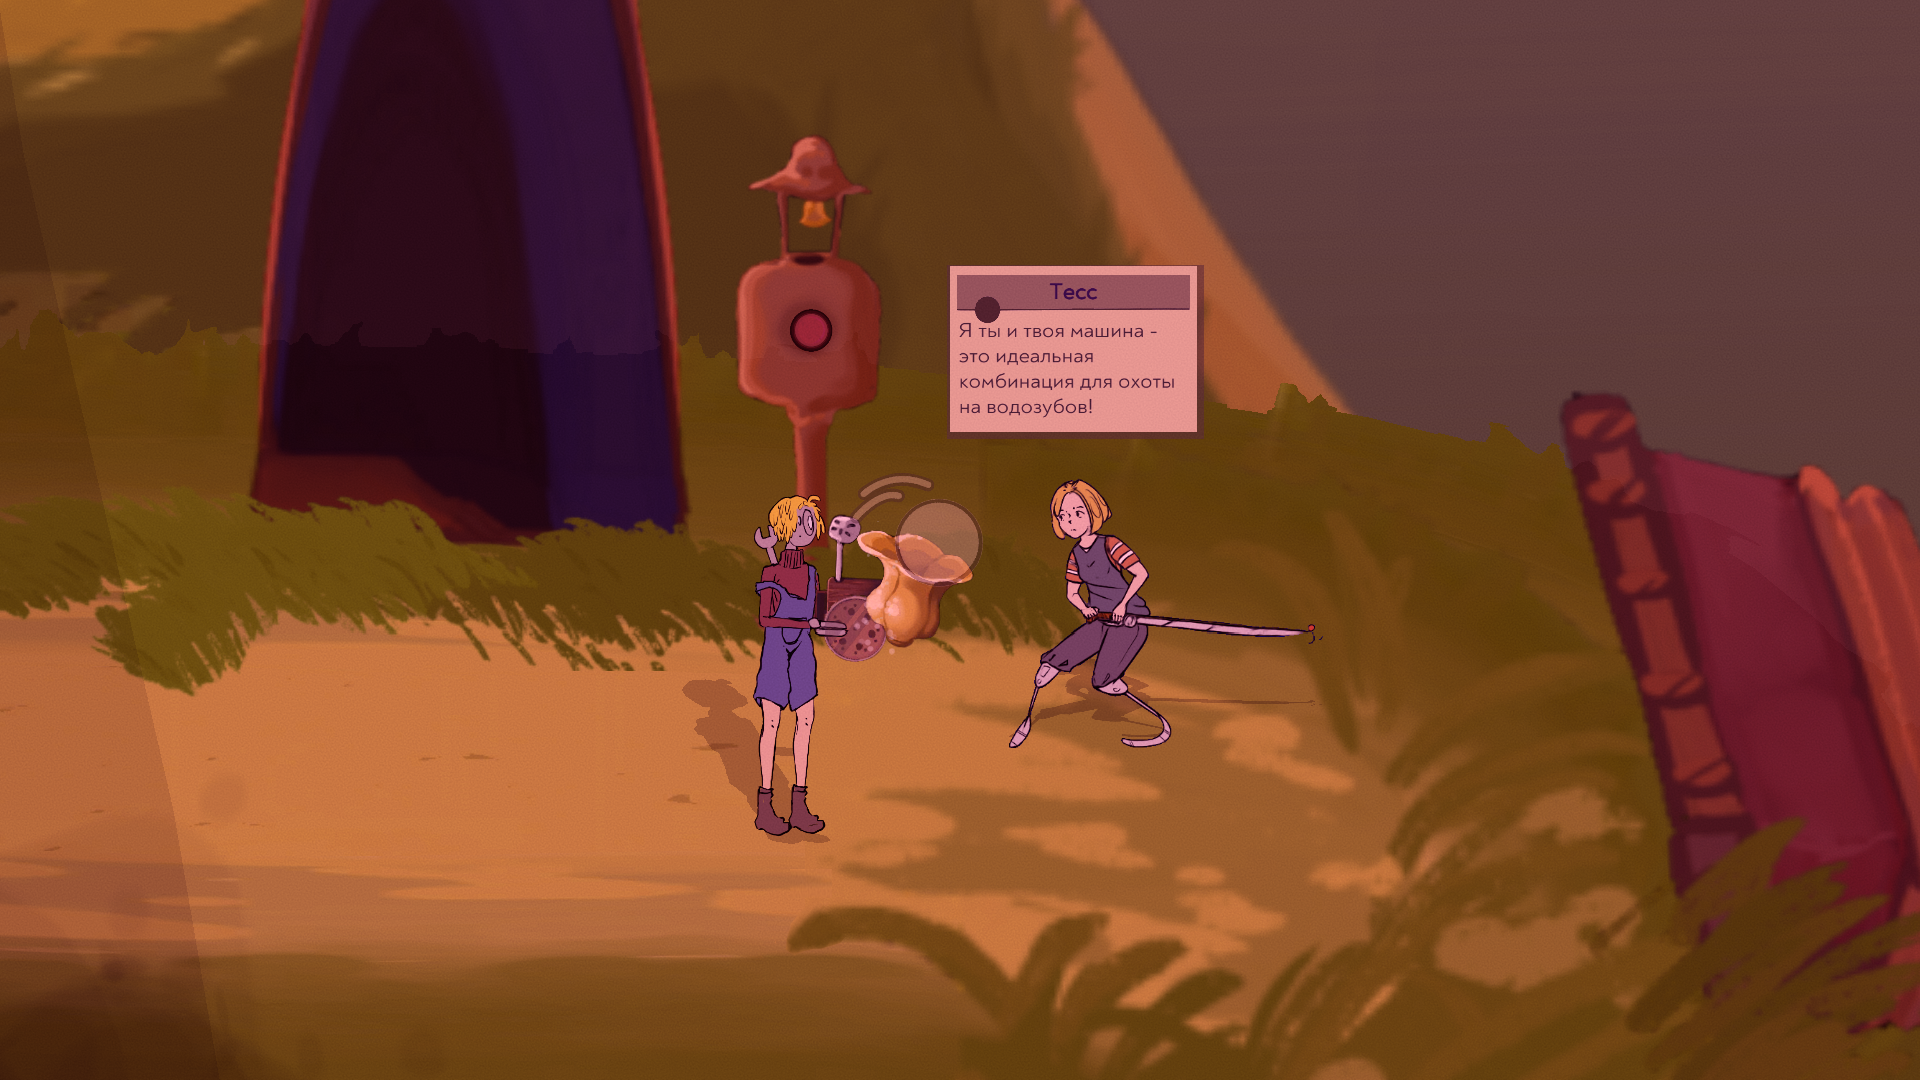 Тесс
Я ты и твоя машина -
это идеальная
комбинация для охоты
на водозубов!